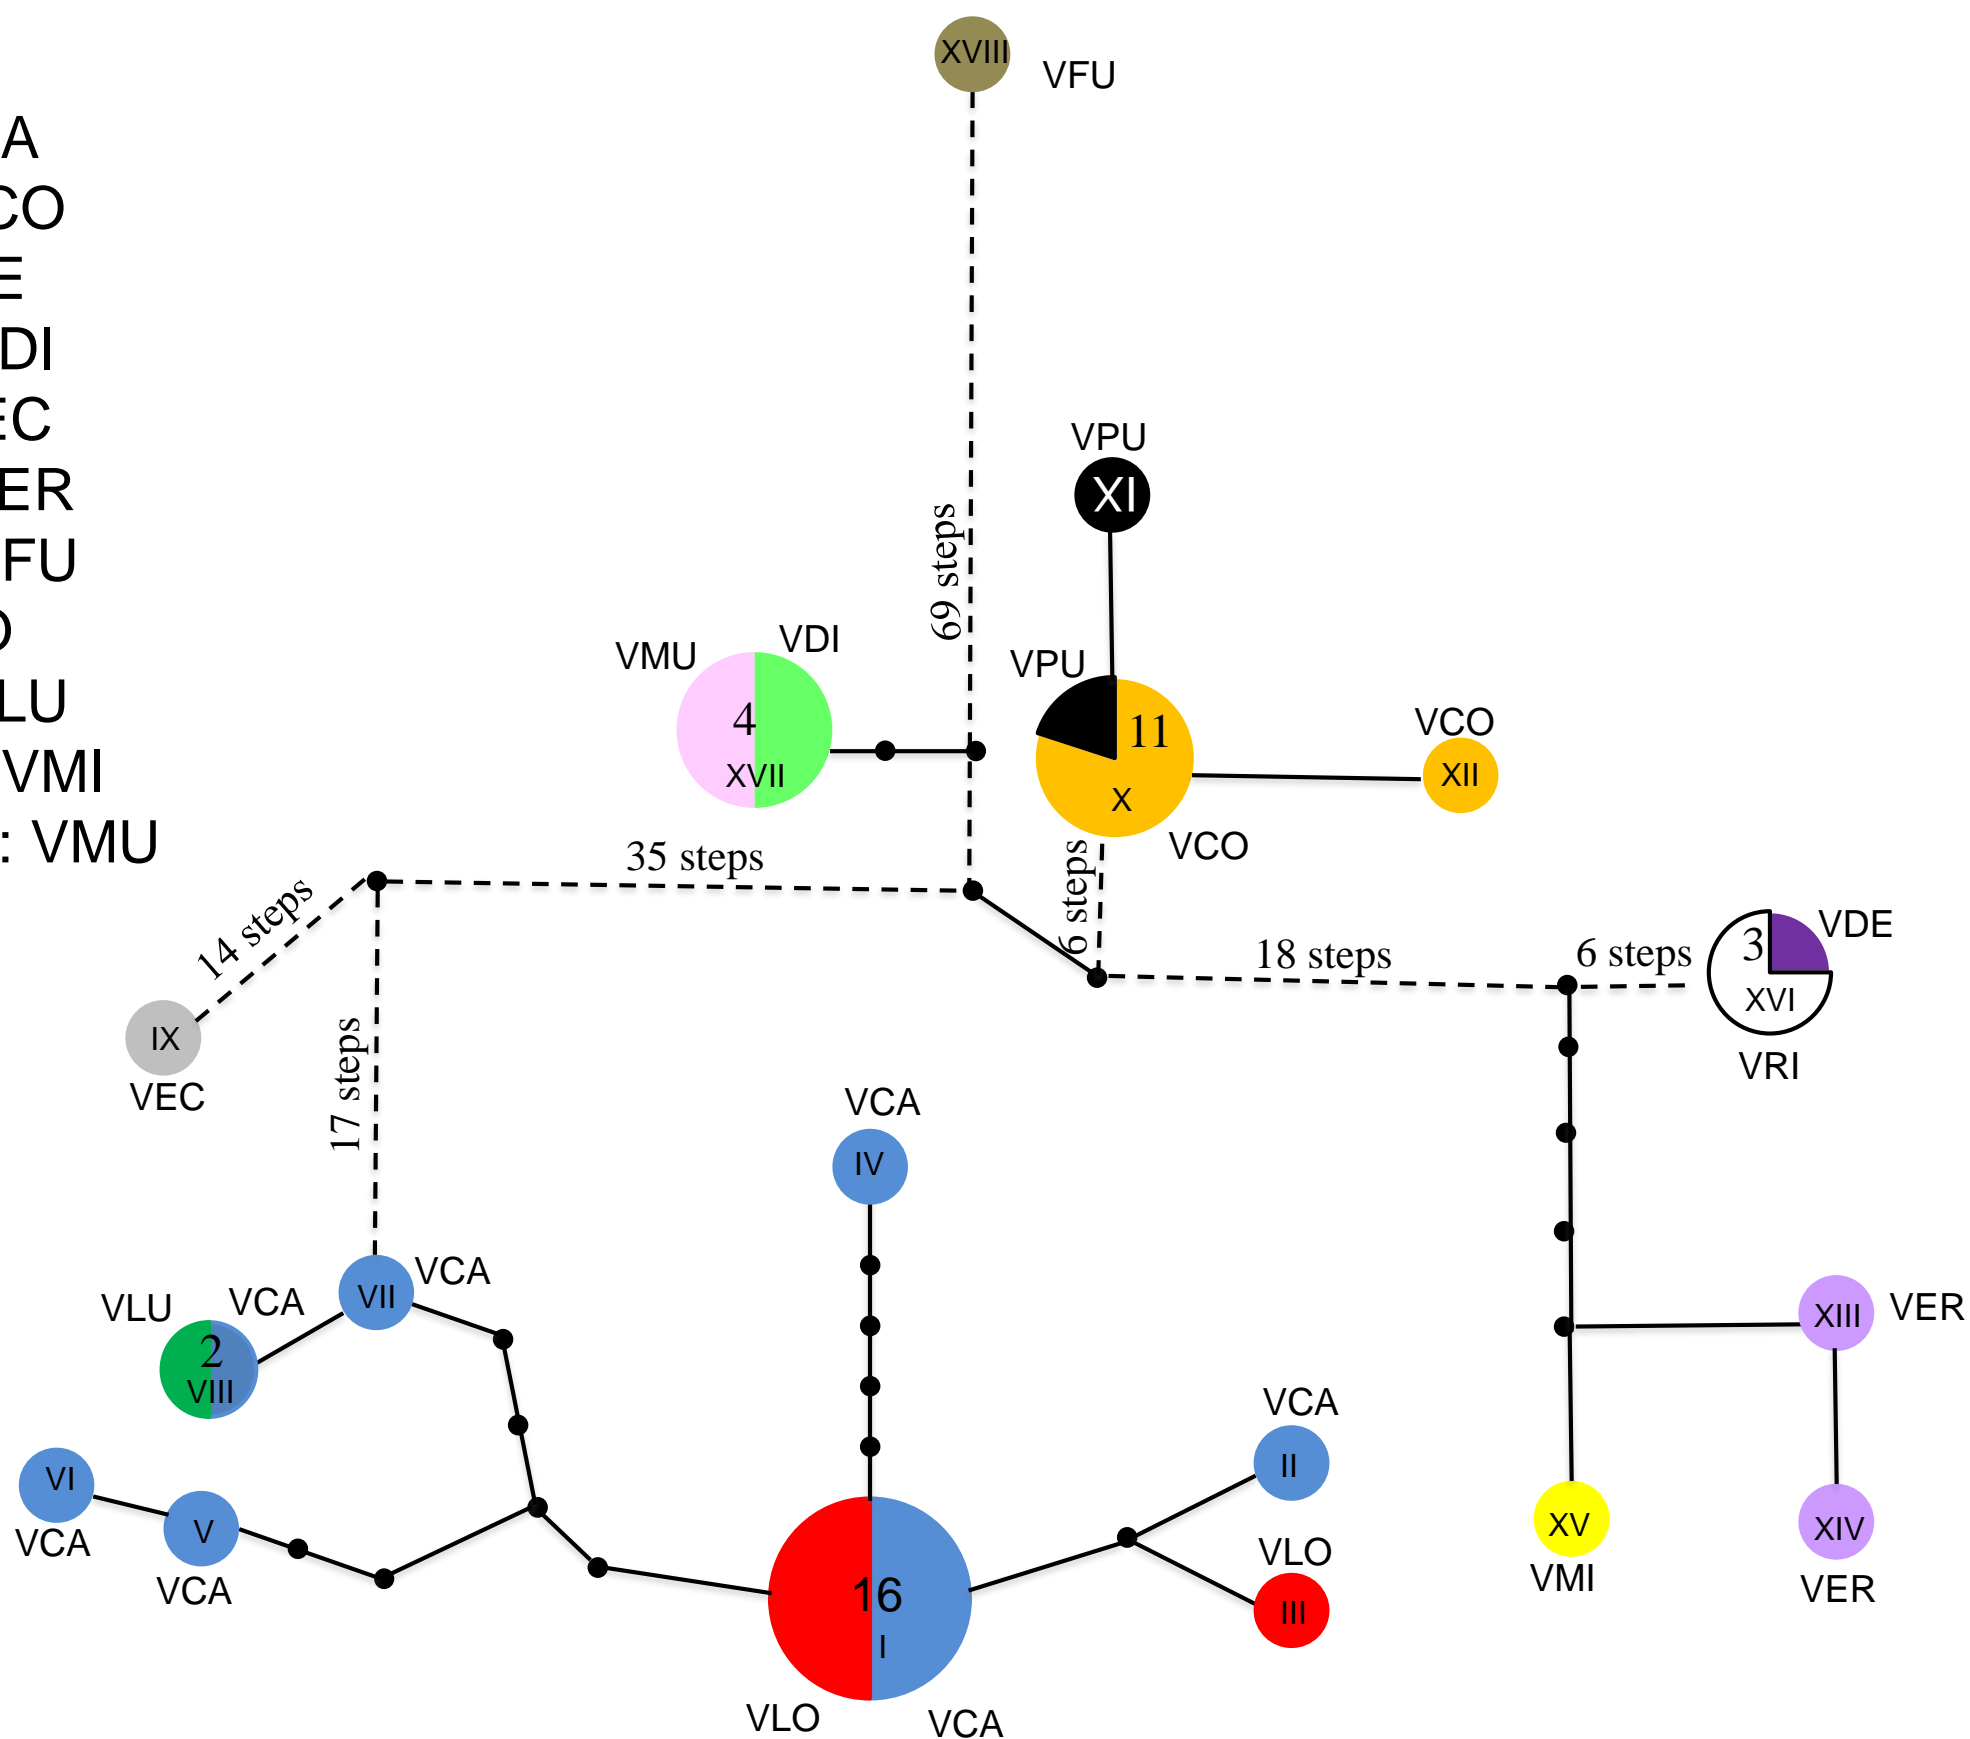 XVIII
VFU
A
CO
E
DI
EC
ER
FU
O
LU
VMI
: VMU
VPU
XI
69 steps
VMU
VDI
4
XVII
VPU
11
X
VCO
VCO
XII
35 steps
6 steps
14 steps
18 steps
6 steps
3
VDE
XVI
VRI
IX
VEC
17 steps
VCA
IV
VCA
VII
VLU
VCA
2
VIII
VER
XIII
VCA
II
VI
VCA
V
VCA
VLO
III
XV
VMI
XIV
VER
16
I
VLO
VCA